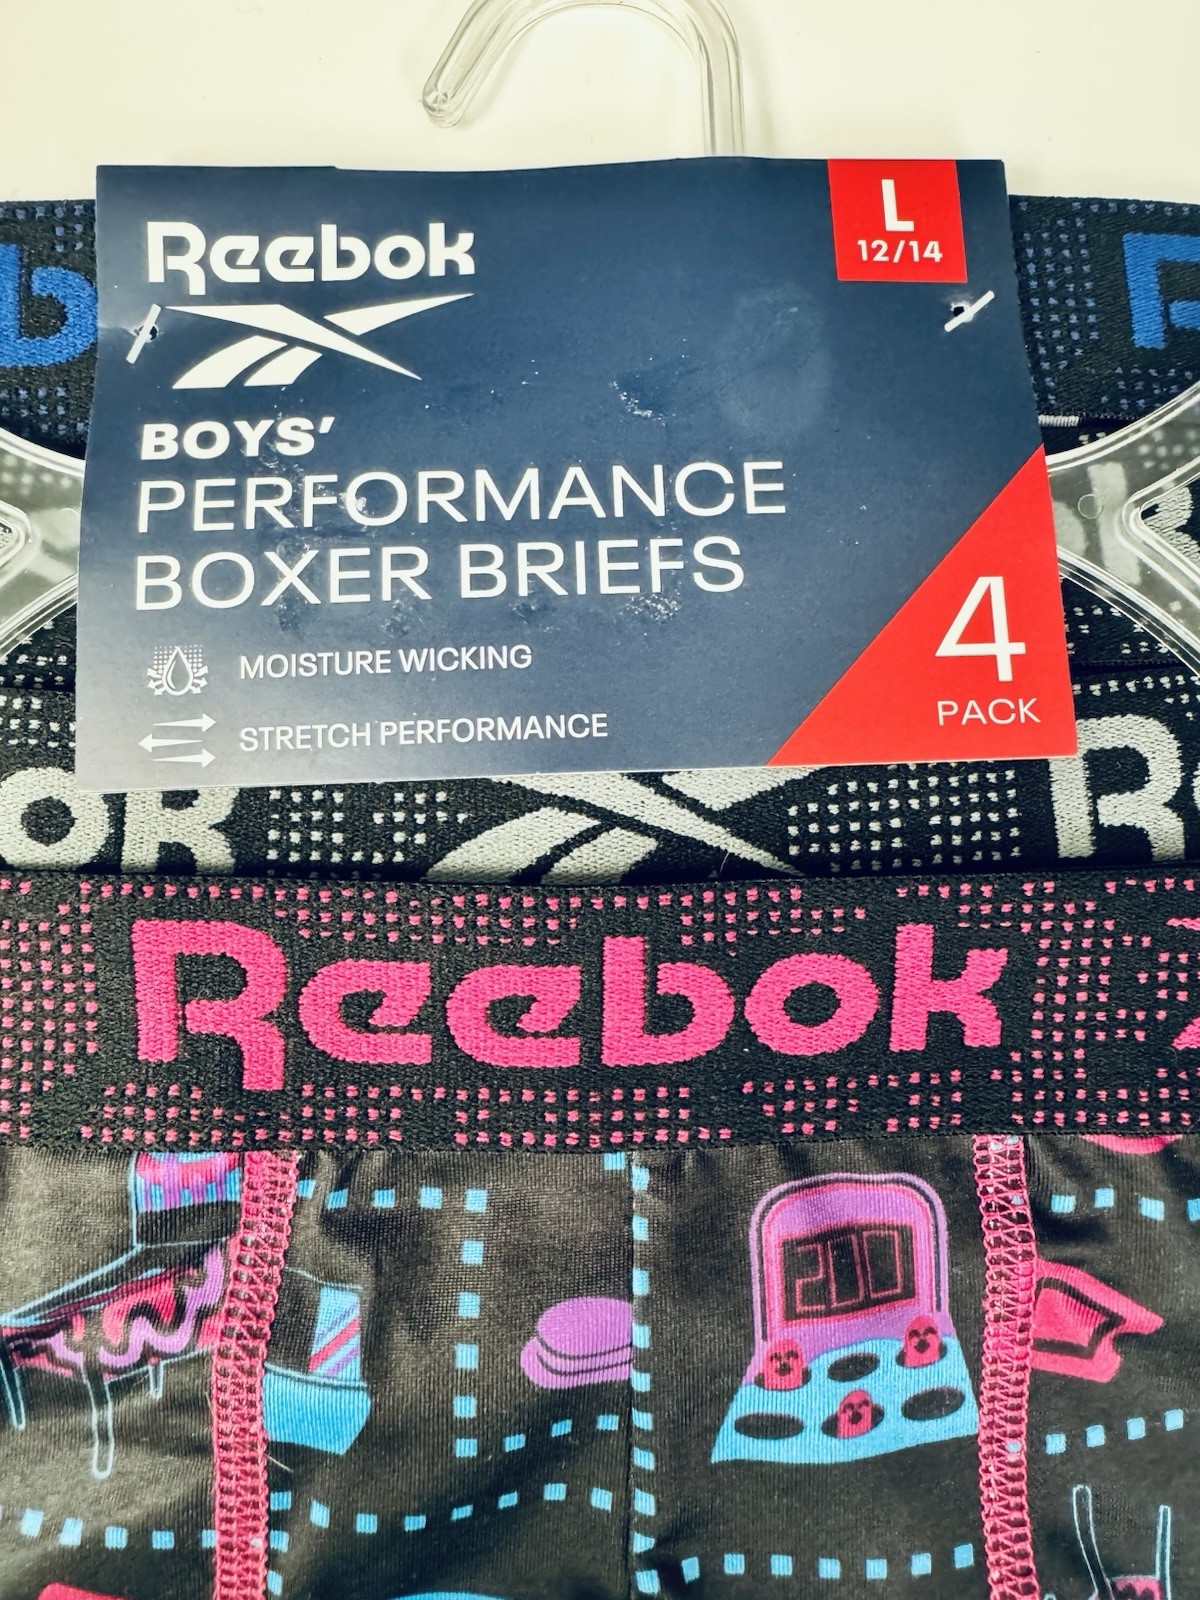 Reebok
L
12/14
BOYS'
PERFORMANCE
BOXER BRIEFS
MOISTURE WICKING
STRETCH PERFORMANCE
4
PACK
Reebok
200